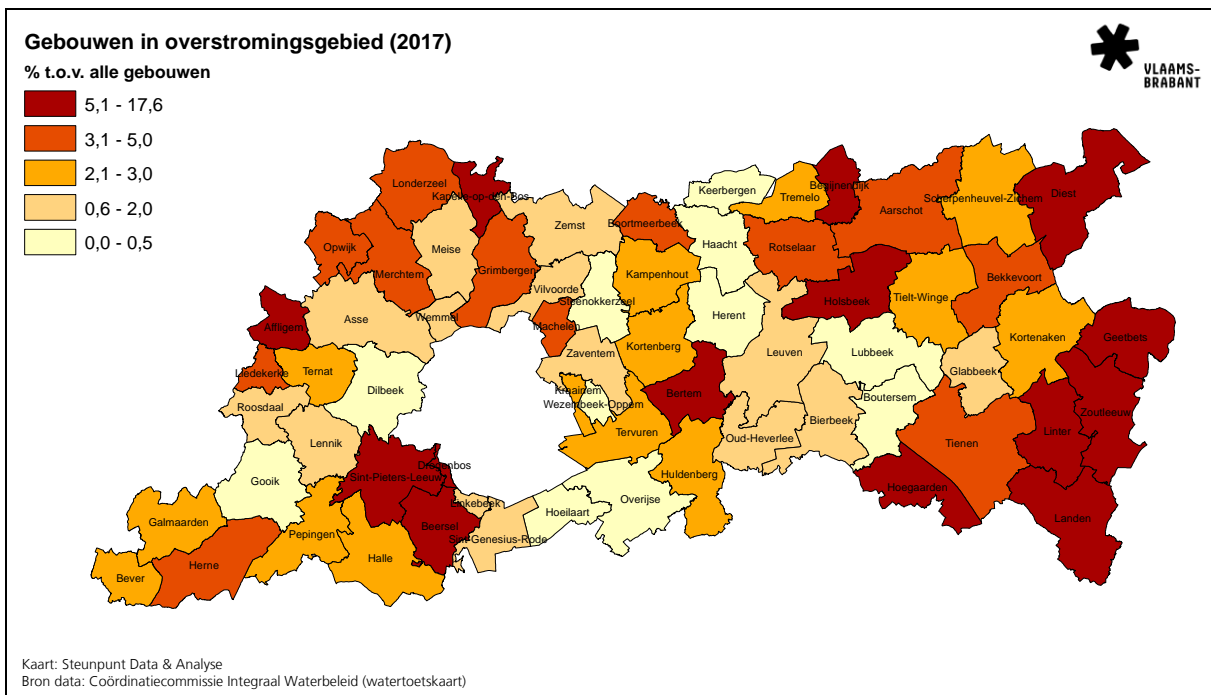 Gebouwen in overstromingsgebied (2017)
% t.o.v. alle gebouwen
5,1 - 17,6
3,1 - 5,0
2,1 - 3,0
0,6 - 2,0
0,0 - 0,5
VLAAMS-
BRABANT
Londerzeel
Kapelle-op-den-Bos
Keerbergen
Tremelo
Begijnendijk
Aarschot
Scherpenheuvel-Zichem
Diest
Opwijk
Merchtem
Meise
Grimbergen
Zemst
Boortmeerbeek
Haacht
Rotselaar
Kampenhout
Vilvoorde
Steenokkerzeel
Holsbeek
Tielt-Winge
Bekkevoort
Affligem
Asse
Wemmel
Machelen
Herent
Kortenaken
Geetbets
Liedekerke
Ternat
Dilbeek
Zaventem
Kortenberg
Leuven
Lubbeek
Glabbeek
Kraainem
Wezembeek-Oppem
Bertem
Boutersem
Zoutleeuw
Roosdaal
Lennik
Tervuren
Oud-Heverlee
Bierbeek
Tienen
Linter
Gooik
Sint-Pieters-Leeuw
Drogenbos
Huldenberg
Hoegaarden
Landen
Galmaarden
Pepingen
Beersel
Linkebeek
Sint-Genesius-Rode
Hoeilaart
Overijse
Bever
Herne
Halle
Kaart: Steunpunt Data & Analyse
Bron data: Coördinatiecommissie Integraal Waterbeleid (watertoetskaart)